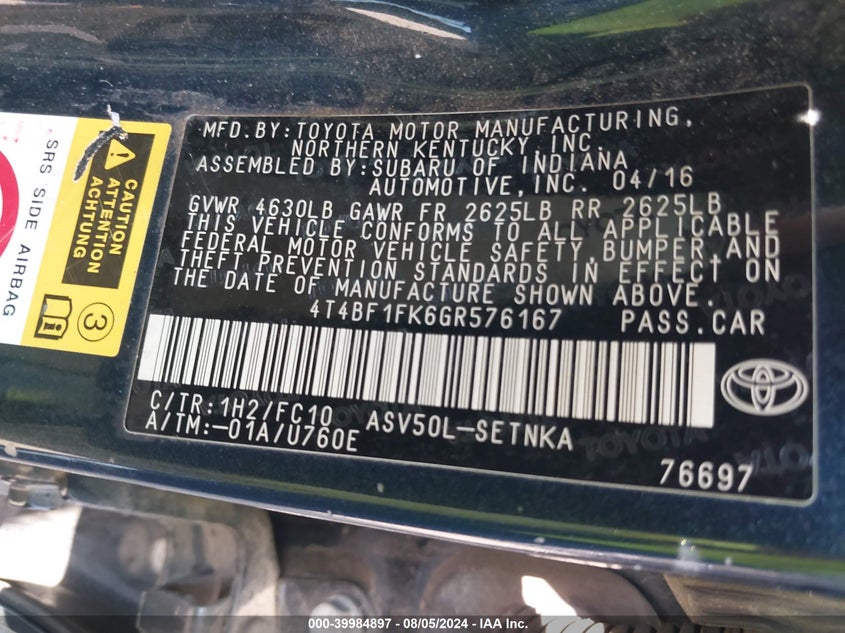 MFD.BY:TOYOTA MOTOR MANUFACTURING,
NORTHERN KENTUCKY,INC.
ASSEMBLED BY:SUBARU OF INDIANA
AUTOMOTIVE,INC. 04/16
GVWR 4630LB GAWR FR 2625LB RR 2625LB
THIS VEHICLE CONFORMS TO ALL APPLICABLE
FEDERAL MOTOR VEHICLE SAFETY,BUMPER,AND
THEFT PREVENTION STANDARDS IN EFFECT ON
THE DATE OF MANUFACTURE SHOWN ABOVE.
4T4BF1FK6GR576167 PASS.CAR
C/TR:1H2/FC10
A/TM:-01A/U760E
ASV50L-SETNKA
76697
SRS SIDE AIRBAG
CAUTION
ATTENTION
ACHTUNG
3
000-39984897 - 08/05/2024 - IAA Inc.